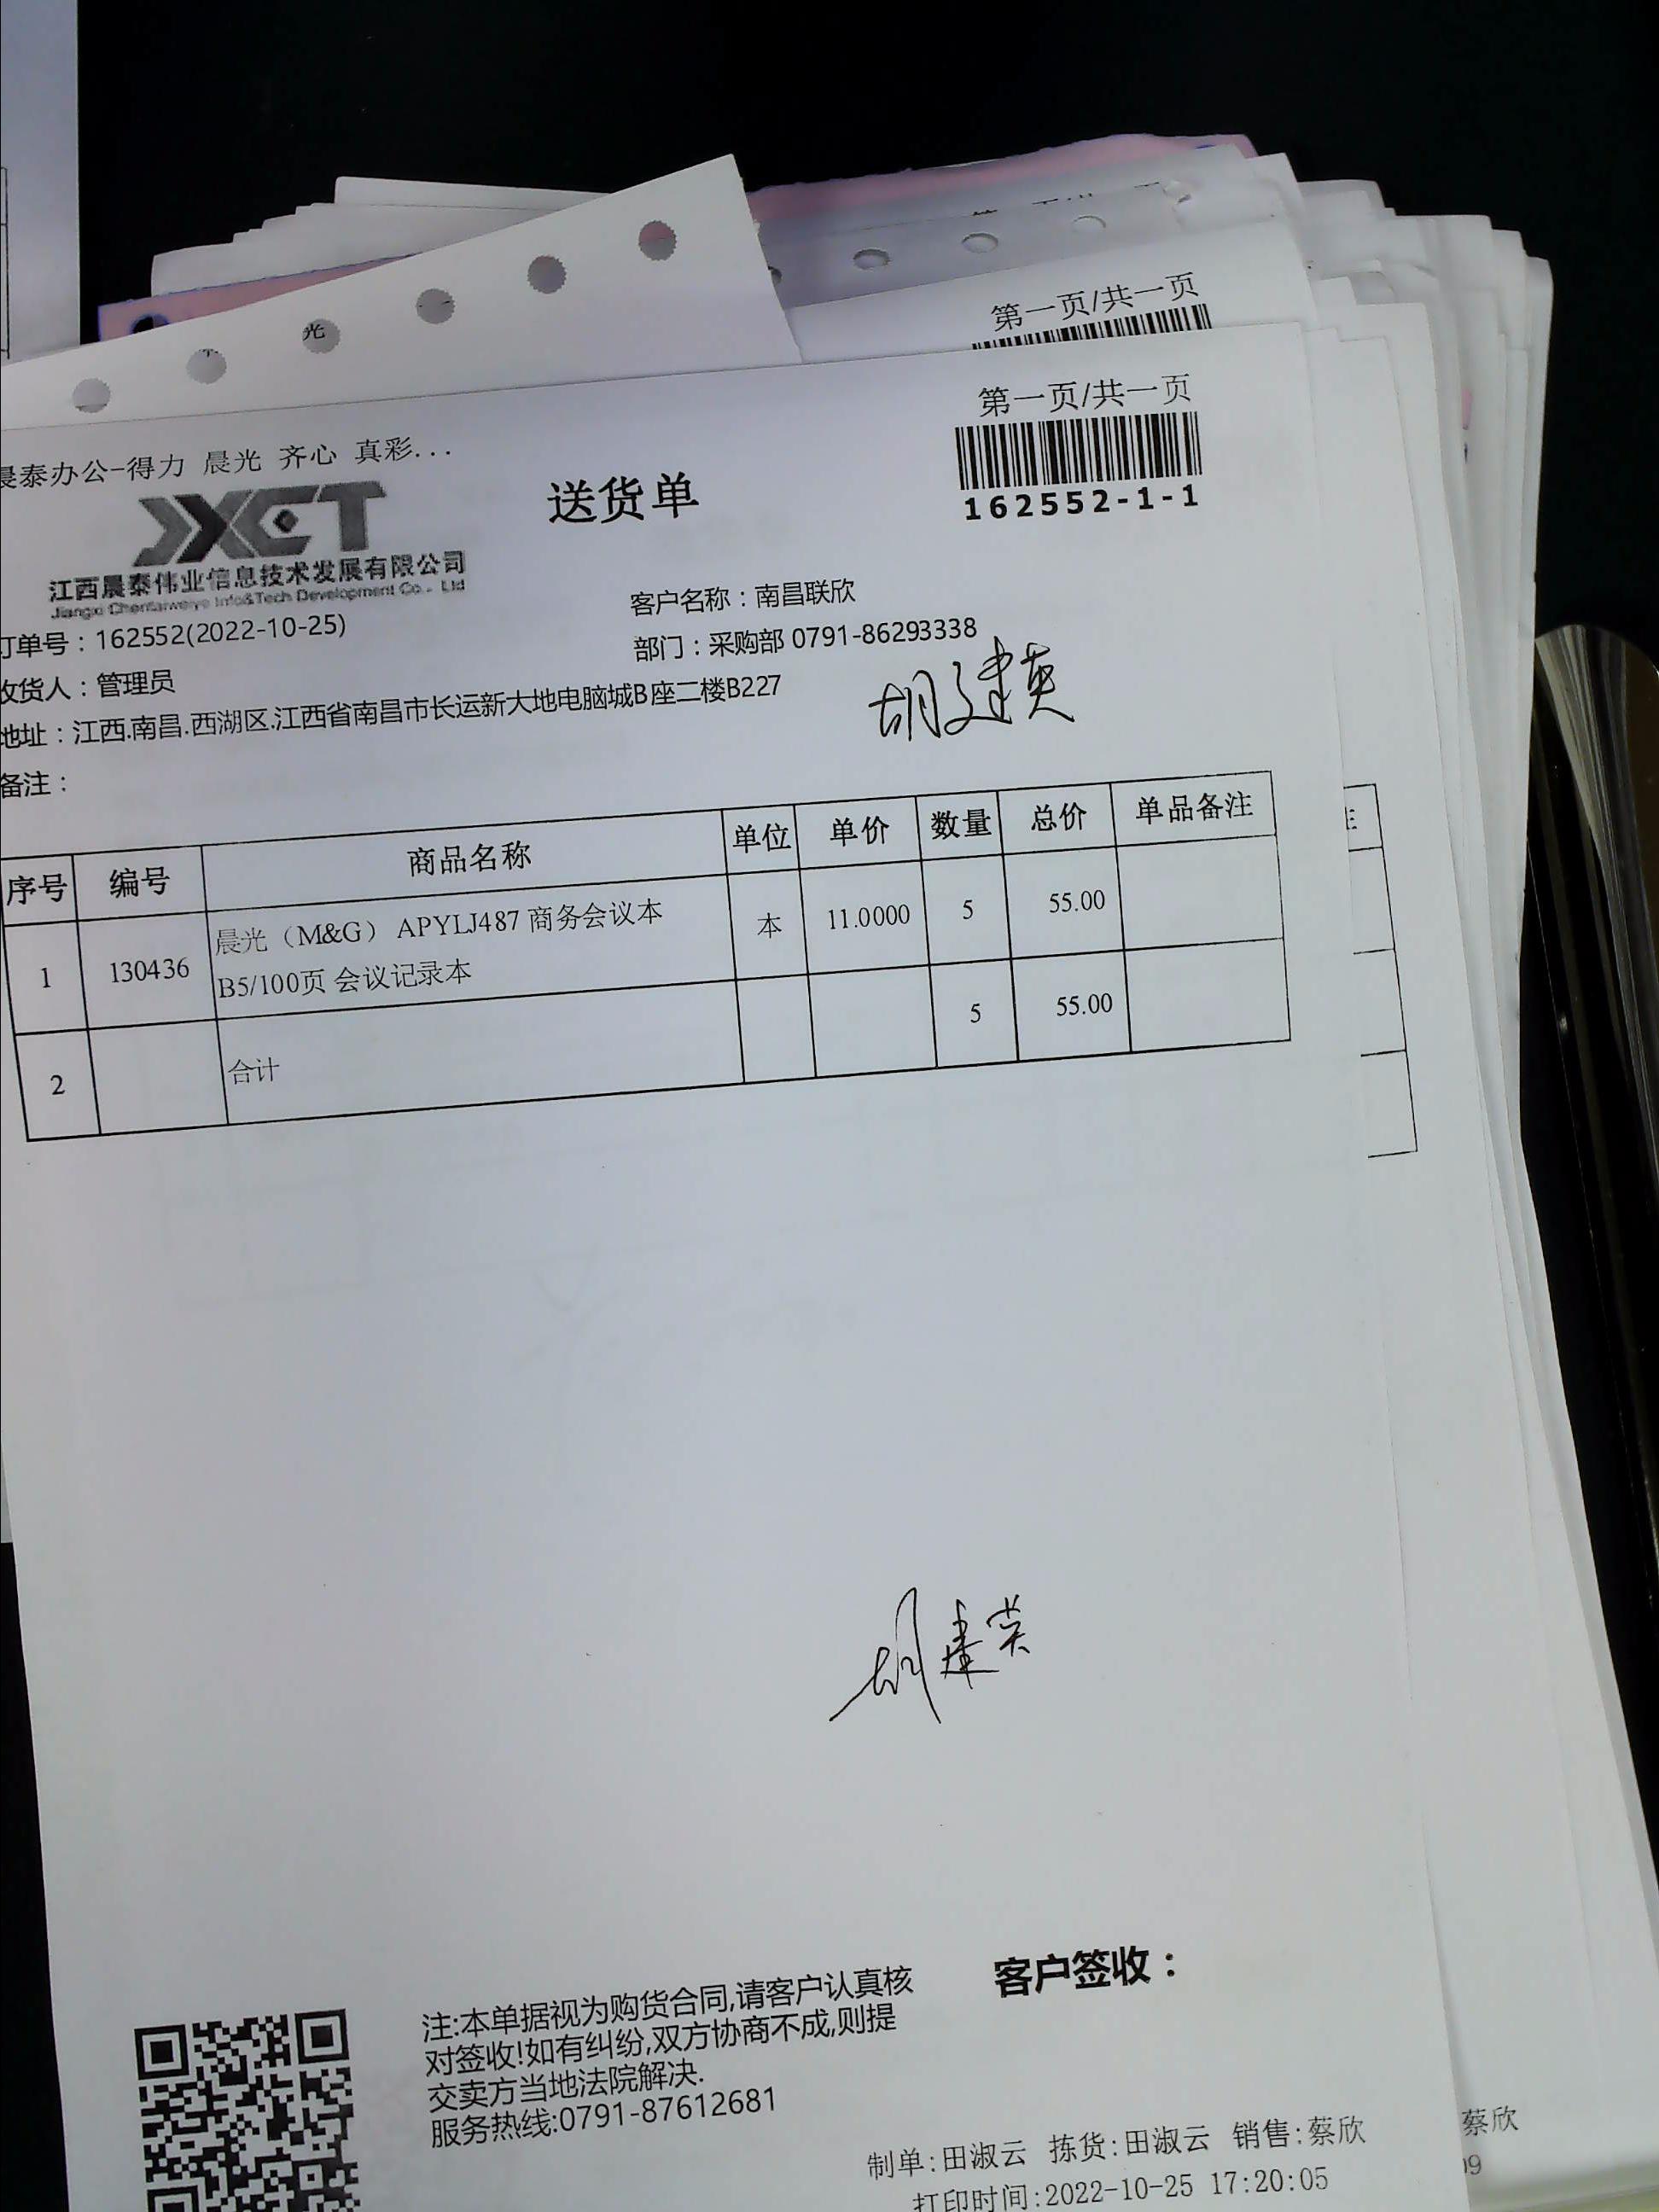 光
第一页/共一页
第一页/共一页
162552-1-1
晨泰办公-得力 晨光 齐心 真彩...
JXCT
送货单
江西晨泰伟业信息技术发展有限公司
Jiangxi Chentaiweiye Info&Tech Development Co., Ltd
订单号：162552(2022-10-25)
客户名称：南昌联欣
收货人：管理员
部门：采购部 0791-86293338
地址：江西.南昌.西湖区.江西省南昌市长运新大地电脑城B座二楼B227
胡建英
备注：
序号 编号 商品名称 单位 单价 数量 总价 单品备注
1 130436 晨光（M&G） APYLJ487 商务会议本 本 11.0000 5 55.00
B5/100页 会议记录本
2 合计 5 55.00
胡建英
客户签收：
注:本单据视为购货合同,请客户认真核
对签收!如有纠纷,双方协商不成,则提
交卖方当地法院解决.
服务热线:0791-87612681
制单:田淑云 拣货:田淑云 销售:蔡欣
打印时间:2022-10-25 17:20:05
蔡欣
09